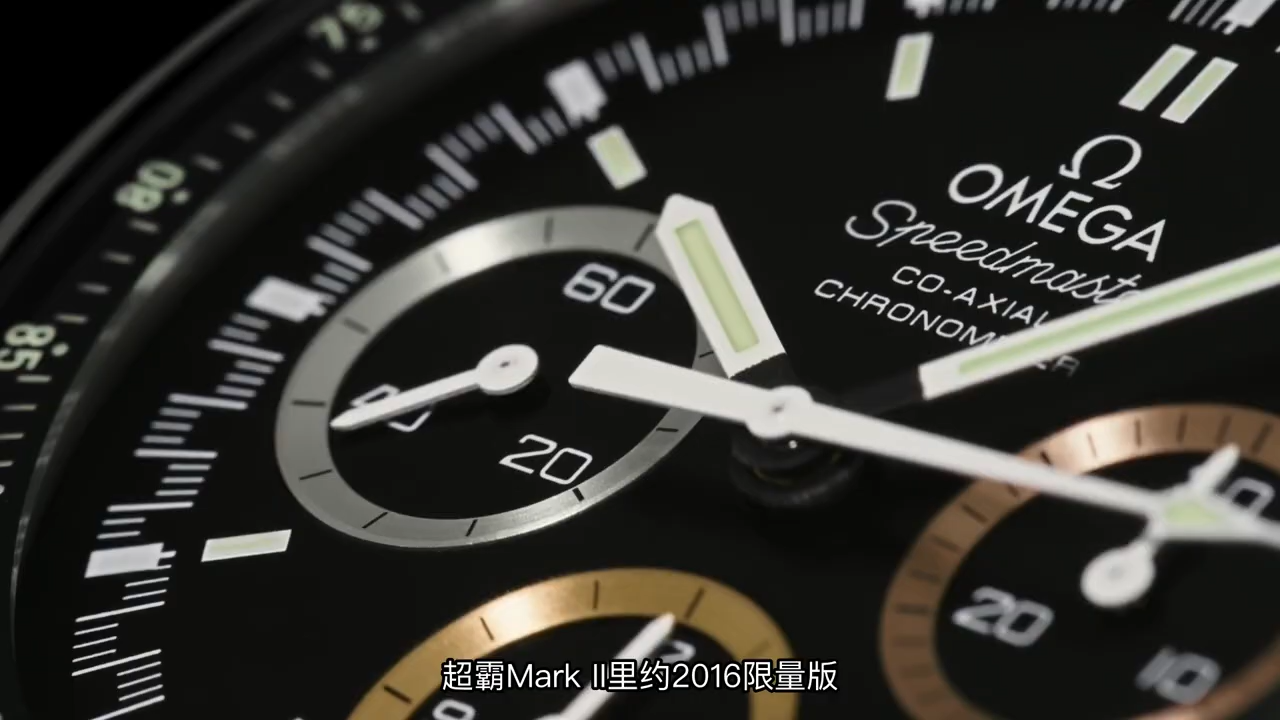 75
80
85
Ω
OMEGA
Speedmaster
CO-AXIAL
CHRONOMETER
60
20
20
10
超霸Mark II里约2016限量版